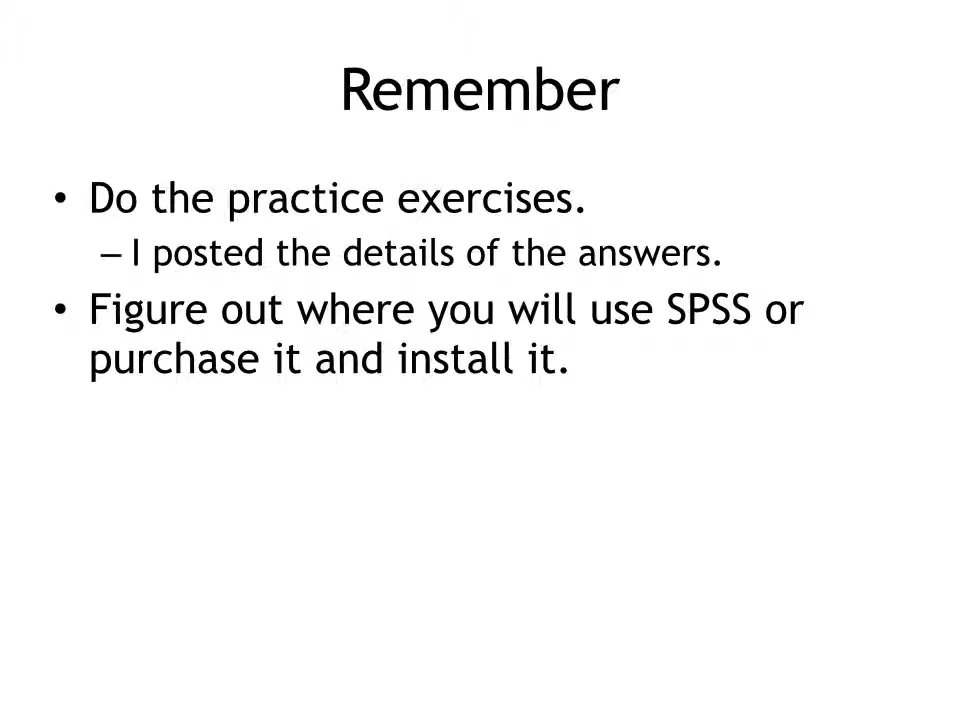 Remember
• Do the practice exercises.
– I posted the details of the answers.
• Figure out where you will use SPSS or
purchase it and install it.